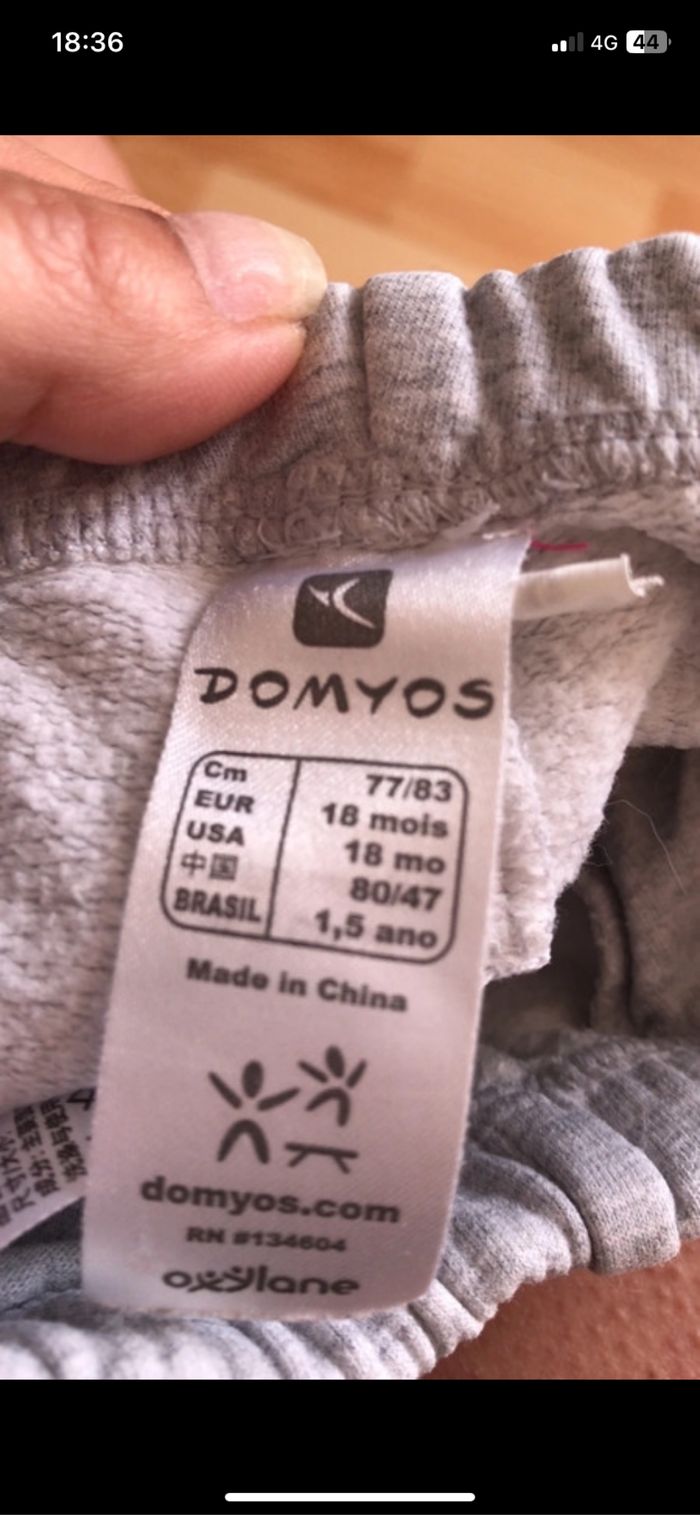 18:36
4G
44
DOMYOS
Cm 77/83
EUR 18 mois
USA 18 mo
中国 80/47
BRASIL 1,5 ano
Made in China
domyos.com
RN #134604
oxylane